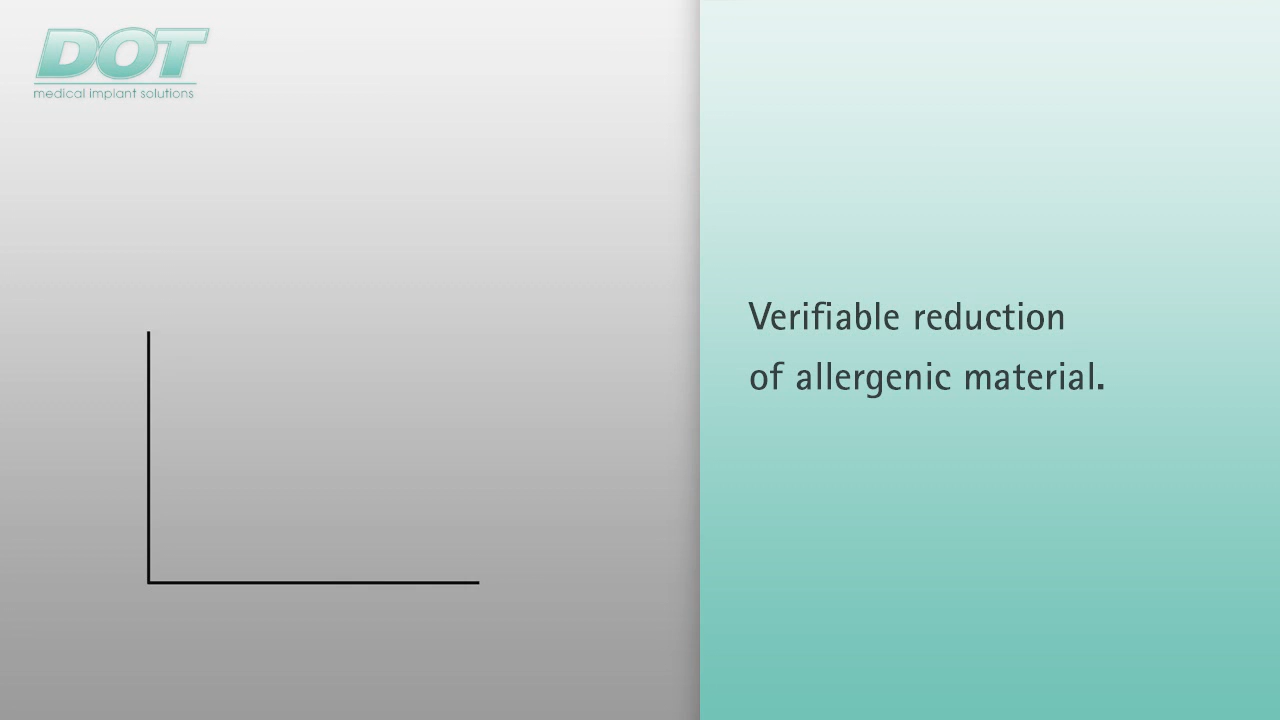 DOT
medical implant solutions
Verifiable reduction
of allergenic material.